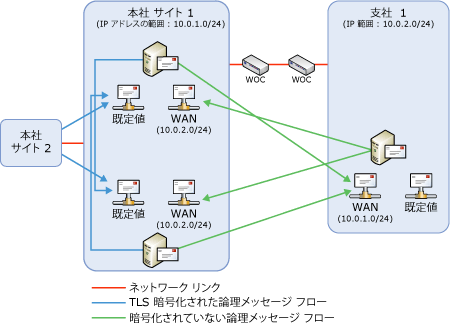 本社 サイト 1
(IP アドレスの範囲 : 10.0.1.0/24)
支社 1
(IP 範囲 : 10.0.2.0/24)
WOC
WOC
既定値
WAN
(10.0.2.0/24)
本社
サイト 2
既定値
WAN
(10.0.2.0/24)
WAN
(10.0.1.0/24)
既定値
ネットワーク リンク
TLS 暗号化された論理メッセージ フロー
暗号化されていない論理メッセージ フロー